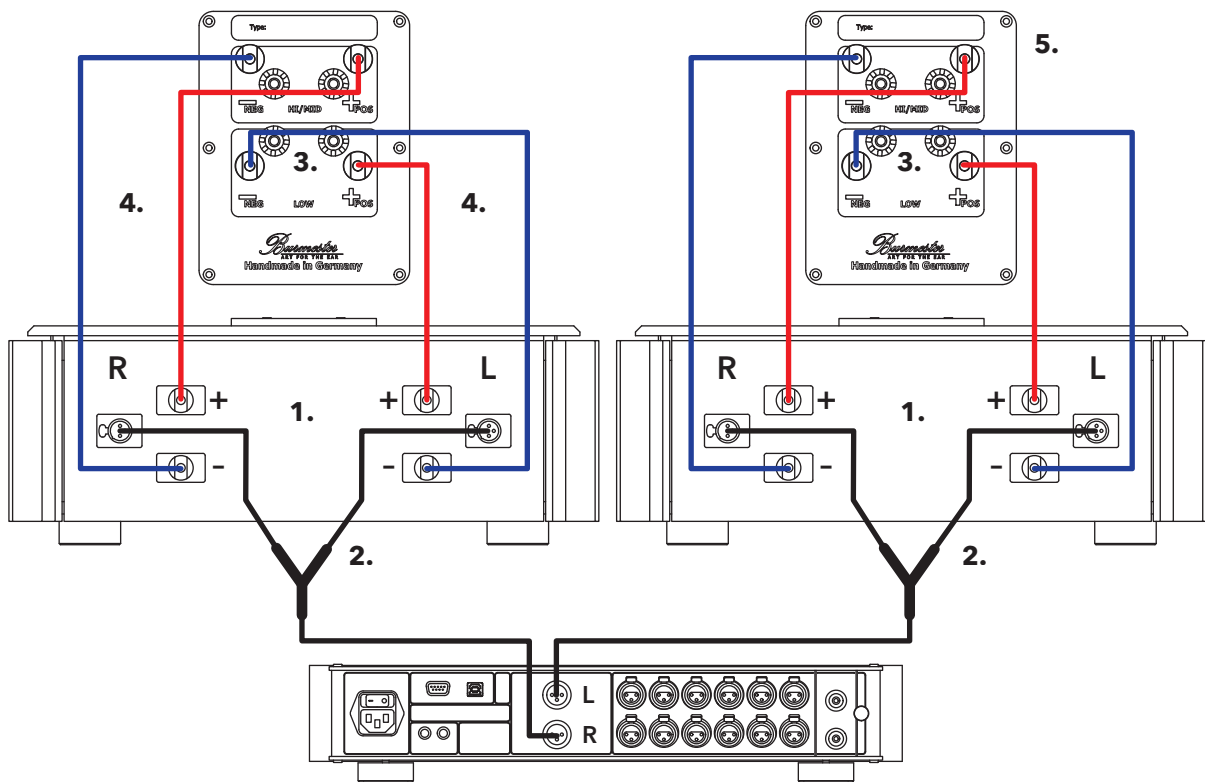 Type:
NEG HI/MID POS
3.
NEG LOW POS
4. 4.
Burmester
ART FOR THE EAR
Handmade in Germany
Type:
5.
NEG HI/MID POS
3.
NEG LOW POS
Burmester
ART FOR THE EAR
Handmade in Germany
R L
+ 1. +
- -
2.
R L
+ 1. +
- -
2.
L
R